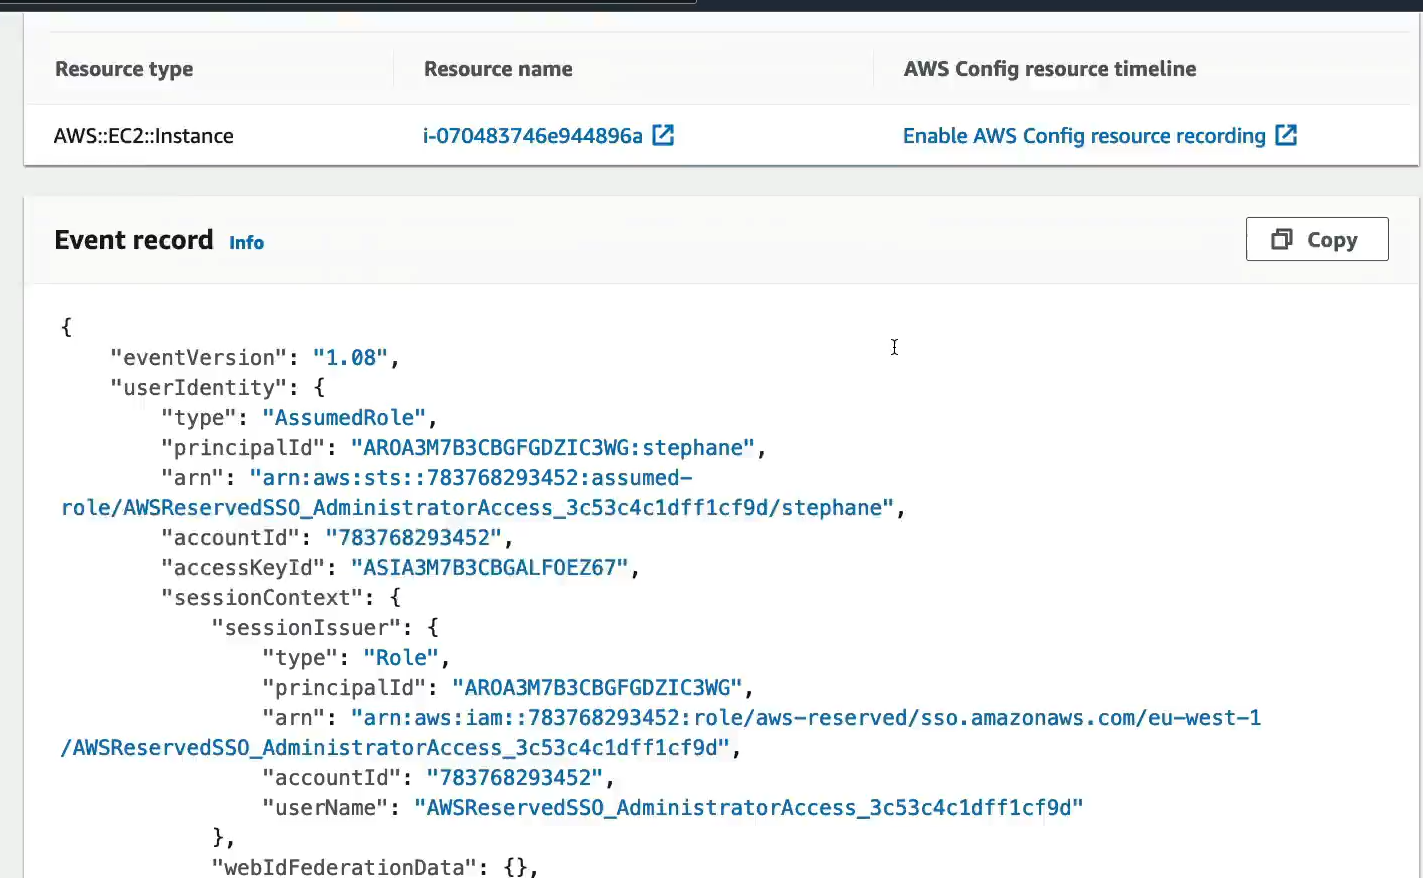 Resource type Resource name AWS Config resource timeline
AWS::EC2::Instance i-070483746e944896a Enable AWS Config resource recording
Event record Info Copy
{
"eventVersion": "1.08",
"userIdentity": {
"type": "AssumedRole",
"principalId": "AROA3M7B3CBGFGDZIC3WG:stephane",
"arn": "arn:aws:sts::783768293452:assumed-
role/AWSReservedSSO_AdministratorAccess_3c53c4c1dff1cf9d/stephane",
"accountId": "783768293452",
"accessKeyId": "ASIA3M7B3CBGALFOEZ67",
"sessionContext": {
"sessionIssuer": {
"type": "Role",
"principalId": "AROA3M7B3CBGFGDZIC3WG",
"arn": "arn:aws:iam::783768293452:role/aws-reserved/sso.amazonaws.com/eu-west-1
/AWSReservedSSO_AdministratorAccess_3c53c4c1dff1cf9d",
"accountId": "783768293452",
"userName": "AWSReservedSSO_AdministratorAccess_3c53c4c1dff1cf9d"
},
"webIdFederationData": {},